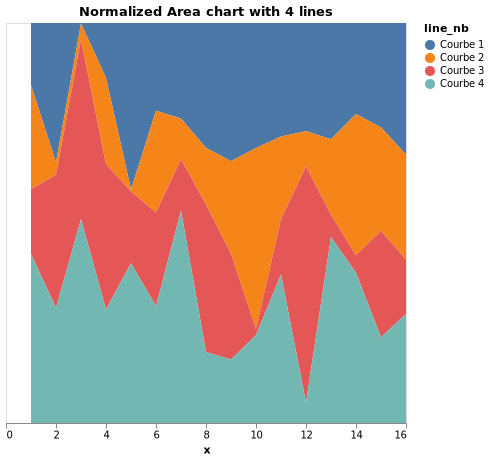 Normalized Area chart with 4 lines
line_nb
Courbe 1
Courbe 2
Courbe 3
Courbe 4
0 2 4 6 8 10 12 14 16
x